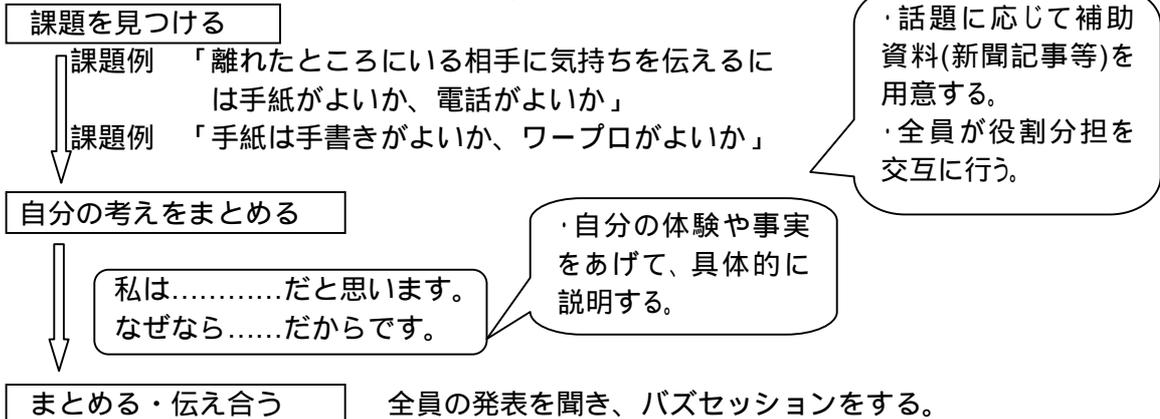 課題を見つける
課題例 「離れたところにいる相手に気持ちを伝えるに
は手紙がよいか、電話がよいか」
課題例 「手紙は手書きがよいか、ワープロがよいか」
・話題に応じて補助
資料(新聞記事等)を
用意する。
・全員が役割分担を
交互に行う。
自分の考えをまとめる
・自分の体験や事実
をあげて、具体的に
説明する。
私は…………だと思います。
なぜなら……だからです。
まとめる・伝え合う 全員の発表を聞き、バズセッションをする。